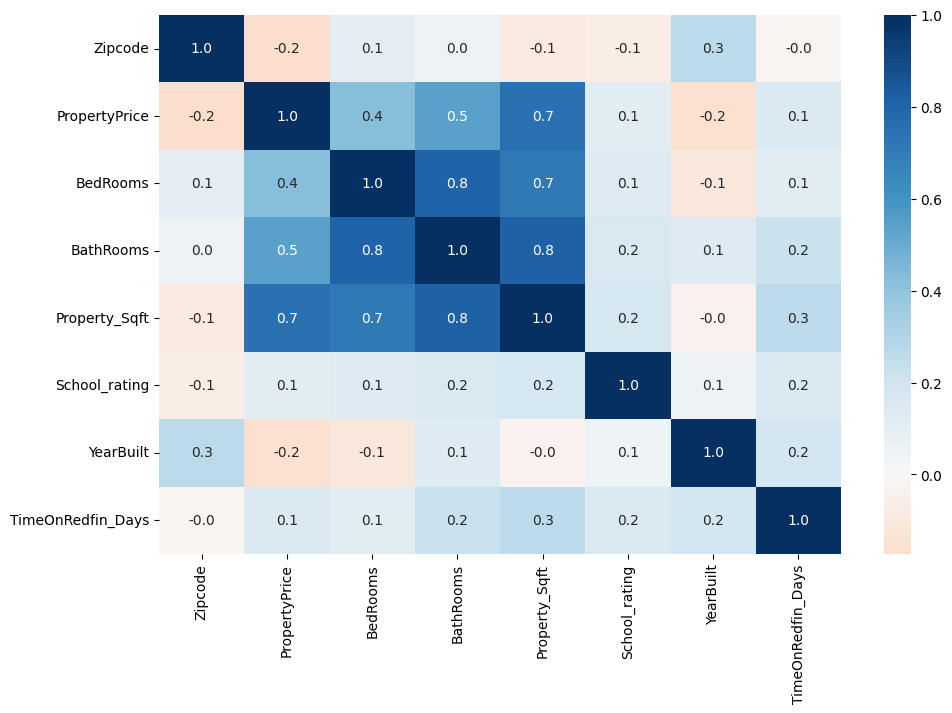 Zipcode 1.0 -0.2 0.1 0.0 -0.1 -0.1 0.3 -0.0
PropertyPrice -0.2 1.0 0.4 0.5 0.7 0.1 -0.2 0.1
BedRooms 0.1 0.4 1.0 0.8 0.7 0.1 -0.1 0.1
BathRooms 0.0 0.5 0.8 1.0 0.8 0.2 0.1 0.2
Property_Sqft -0.1 0.7 0.7 0.8 1.0 0.2 -0.0 0.3
School_rating -0.1 0.1 0.1 0.2 0.2 1.0 0.1 0.2
YearBuilt 0.3 -0.2 -0.1 0.1 -0.0 0.1 1.0 0.2
TimeOnRedfin_Days -0.0 0.1 0.1 0.2 0.3 0.2 0.2 1.0
Zipcode
PropertyPrice
BedRooms
BathRooms
Property_Sqft
School_rating
YearBuilt
TimeOnRedfin_Days
1.0
0.8
0.6
0.4
0.2
0.0